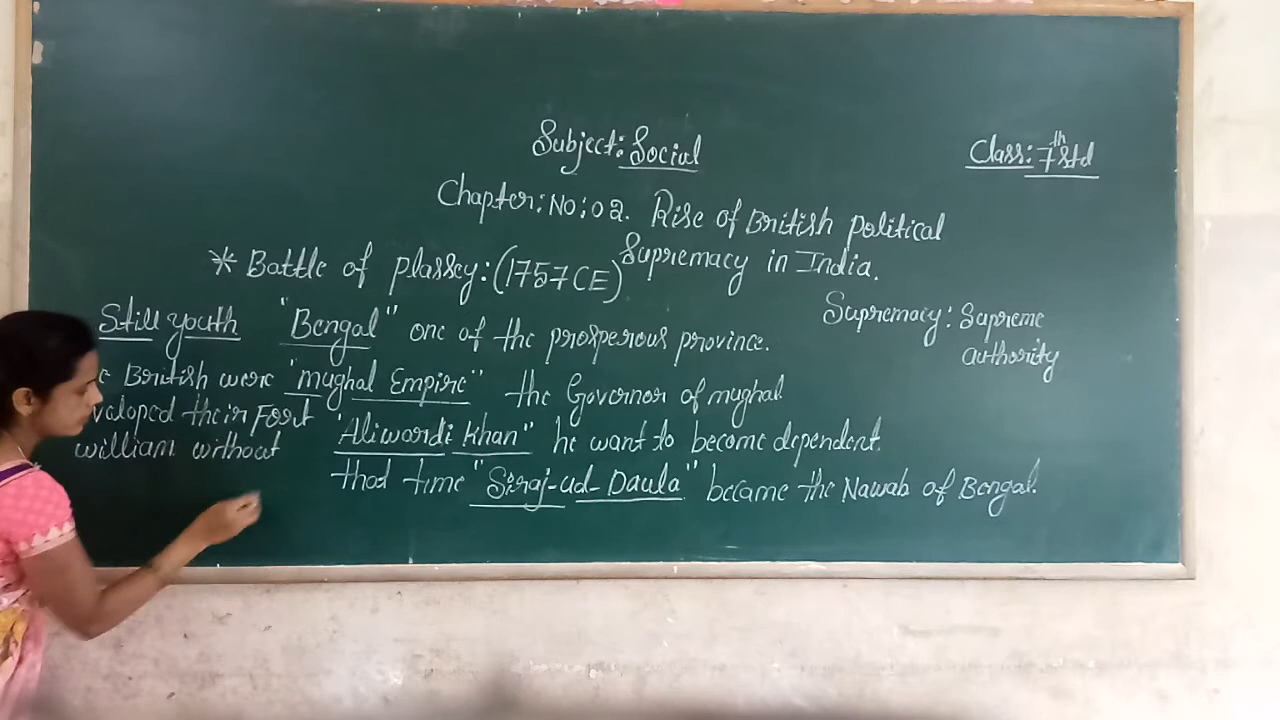 Subject: Social
Class: 7th Std
Chapter: No: 02. Rise of British political
Supremacy in India.
* Battle of plassey: (1757CE)
Supremacy: Supreme
authority
Still youth
"Bengal" one of the prosperous province.
British were
"mughal Empire" the Governor of mughal
their Fort
"Aliwardi khan" he want to become dependent.
william without
that time "Siraj-ud-Daula" became the Nawab of Bengal.